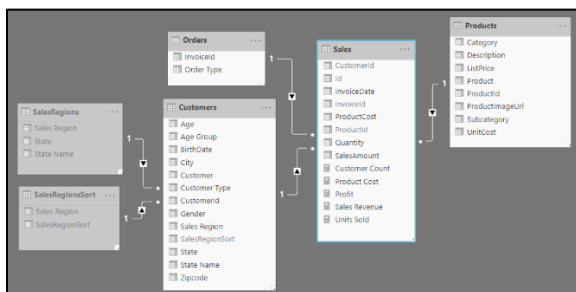 Orders
InvoiceId
Order Type
1
Sales
CustomerId
Id
InvoiceDate
InvoiceId
ProductCost
ProductId
Quantity
SalesAmount
Customer Count
Product Cost
Profit
Sales Revenue
Units Sold
1
Products
Category
Description
ListPrice
Product
ProductId
ProductImageUrl
Subcategory
UnitCost
SalesRegions
Sales Region
State
State Name
1
SalesRegionsSort
Sales Region
SalesRegionSort
1
Customers
Age
Age Group
BirthDate
City
Customer
Customer Type
CustomerId
Gender
Sales Region
SalesRegionSort
State
State Name
Zipcode
1